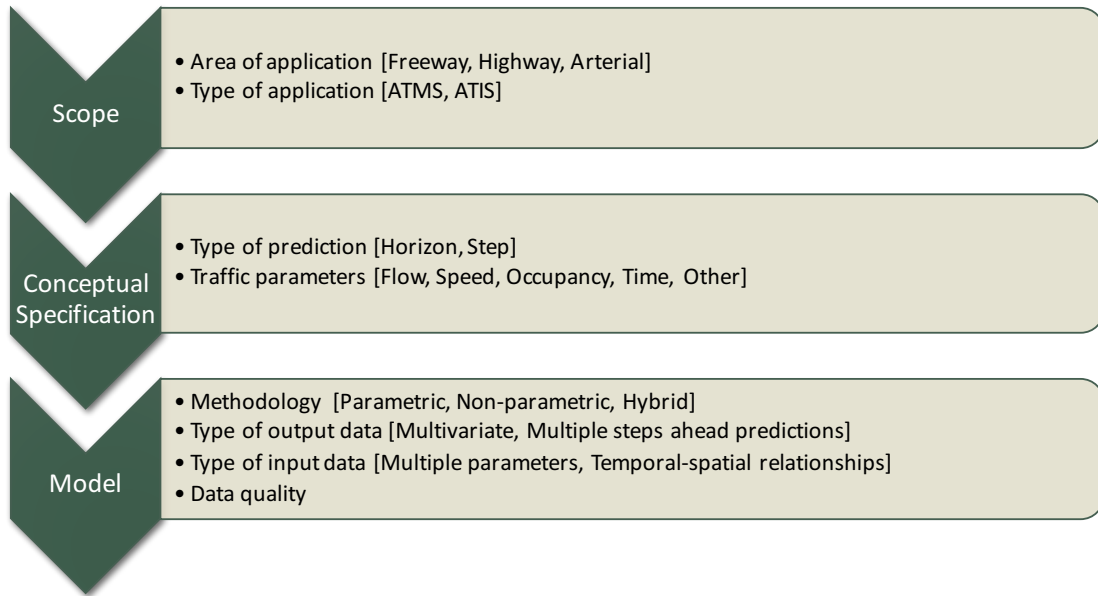 Scope
• Area of application [Freeway, Highway, Arterial]
• Type of application [ATMS, ATIS]
Conceptual
Specification
• Type of prediction [Horizon, Step]
• Traffic parameters [Flow, Speed, Occupancy, Time, Other]
Model
• Methodology [Parametric, Non-parametric, Hybrid]
• Type of output data [Multivariate, Multiple steps ahead predictions]
• Type of input data [Multiple parameters, Temporal-spatial relationships]
• Data quality